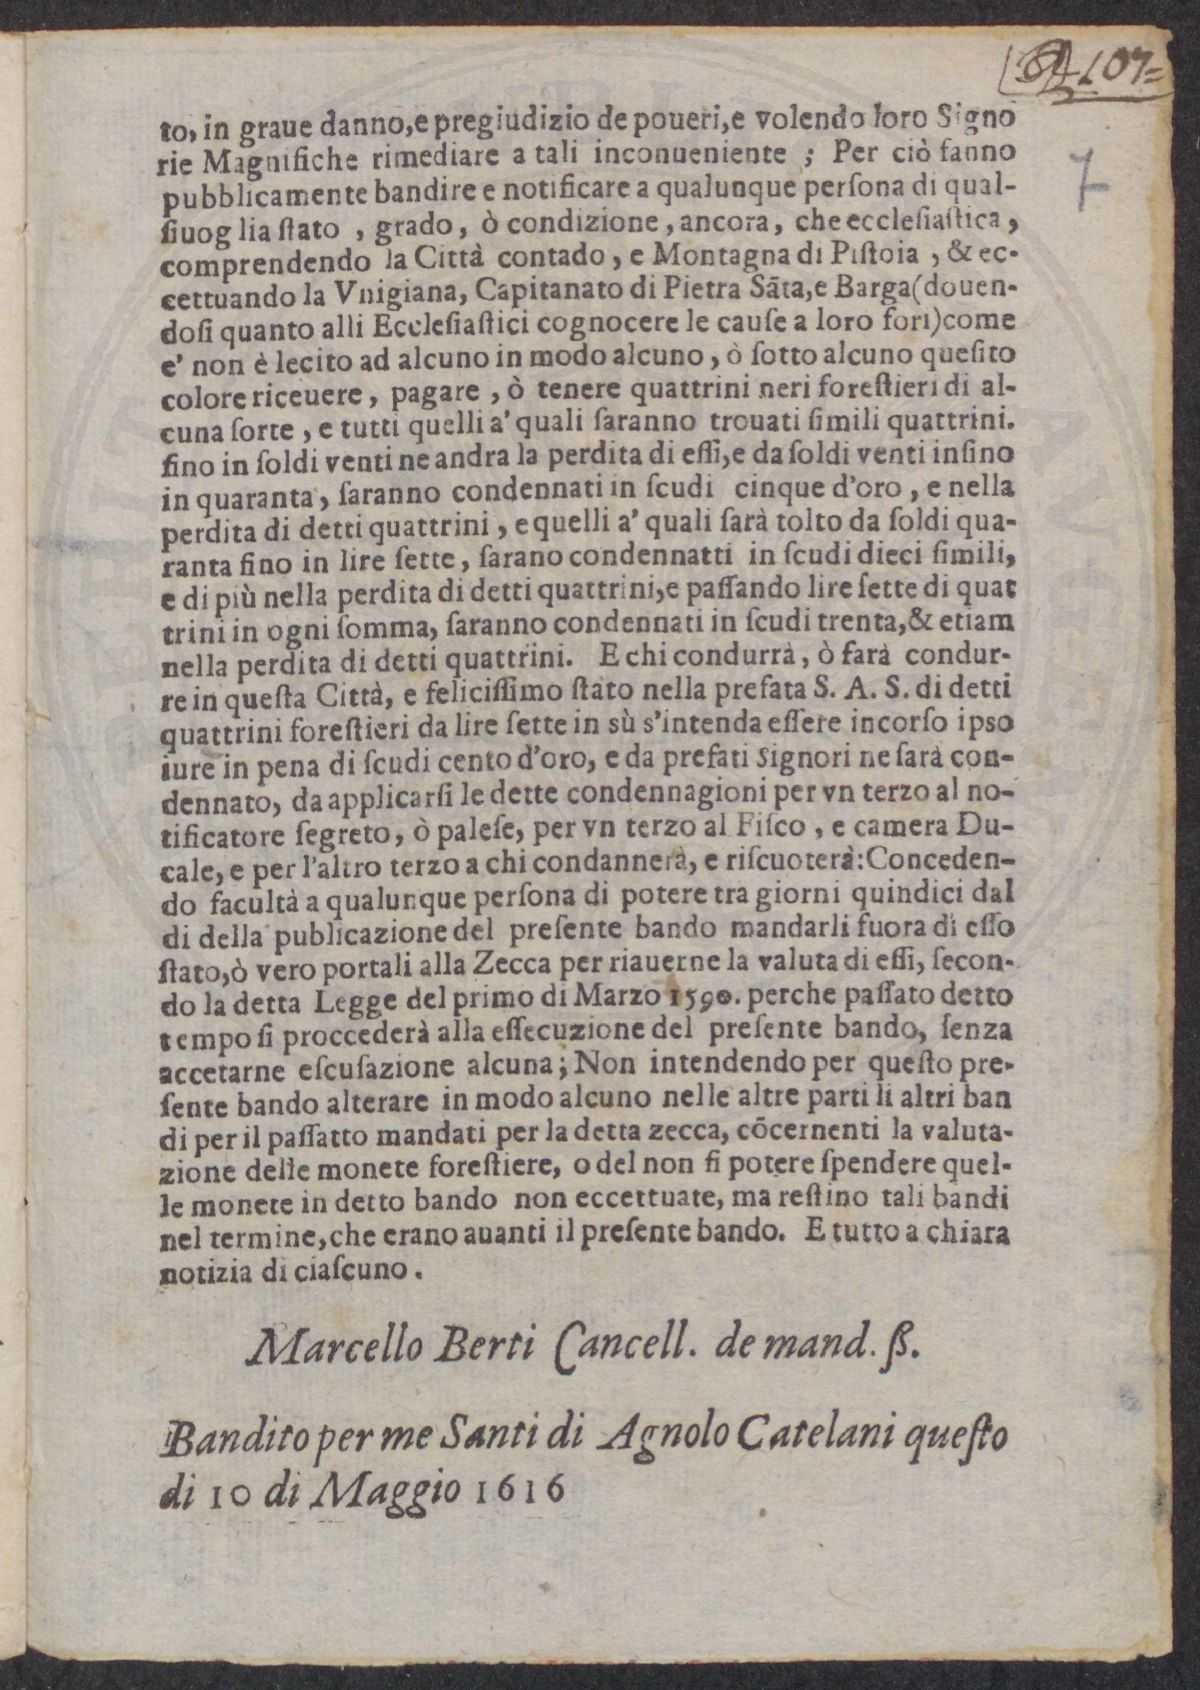 107=
7
to, in graue danno,e pregiudizio de poueri,e volendo loro Signo
rie Magnifiche rimediare a tali inconueniente ; Per ciò fanno
pubblicamente bandire e notificare a qualunque perſona di qual-
ſiuog lia ſtato , grado, ò condizione, ancora, che eccleſiaſtica,
comprendendo la Città contado, e Montagna di Piſtoia , & ec-
cettuando la Vnigiana, Capitanato di Pietra Sāta,e Barga(douen-
doſi quanto alli Eccleſiaſtici cognocere le cauſe a loro fori)come
e' non è lecito ad alcuno in modo alcuno, ò ſotto alcuno queſito
colore riceuere, pagare, ò tenere quattrini neri foreſtieri di al-
cuna ſorte, e tutti quelli a' quali ſaranno trouati ſimili quattrini.
fino in ſoldi venti ne andra la perdita di eſſi,e da ſoldi venti inſino
in quaranta, ſaranno condennati in ſcudi cinque d'oro, e nella
perdita di detti quattrini, e quelli a' quali ſarà tolto da ſoldi qua-
ranta fino in lire ſette, ſarano condennatti in ſcudi dieci ſimili,
e di più nella perdita di detti quattrini,e paſſando lire ſette di quat
trini in ogni ſomma, ſaranno condennati in ſcudi trenta,& etiam
nella perdita di detti quattrini. E chi condurrà, ò farà condur-
re in queſta Città, e feliciſſimo ſtato nella prefata S. A. S. di detti
quattrini foreſtieri da lire ſette in sù s'intenda eſſere incorſo ipso
iure in pena di ſcudi cento d'oro, e da prefati Signori ne ſarà con-
dennato, da applicarſi le dette condennagioni per vn terzo al no-
tificatore ſegreto, ò paleſe, per vn terzo al Fiſco, e camera Du-
cale, e per l'altro terzo a chi condannerà, e riſcuoterà:Conceden-
do facultà a qualunque perſona di potere tra giorni quindici dal
di della publicazione del preſente bando mandarli fuora di eſſo
ſtato,ò vero portali alla Zecca per riauerne la valuta di eſſi, ſecon-
do la detta Legge del primo di Marzo 1590. perche paſſato detto
tempo ſi proccederà alla eſſecuzione del preſente bando, ſenza
accetarne eſcuſazione alcuna; Non intendendo per queſto pre-
ſente bando alterare in modo alcuno nelle altre parti li altri ban
di per il paſſatto mandati per la detta zecca, cōcernenti la valuta-
zione delle monete foreſtiere, o del non ſi potere ſpendere quel-
le monete in detto bando non eccettuate, ma reſtino tali bandi
nel termine, che erano auanti il preſente bando. E tutto a chiara
notizia di ciaſcuno.
Marcello Berti Cancell. de mand. ß.
Bandito per me Santi di Agnolo Catelani queſto
di 10 di Maggio 1616